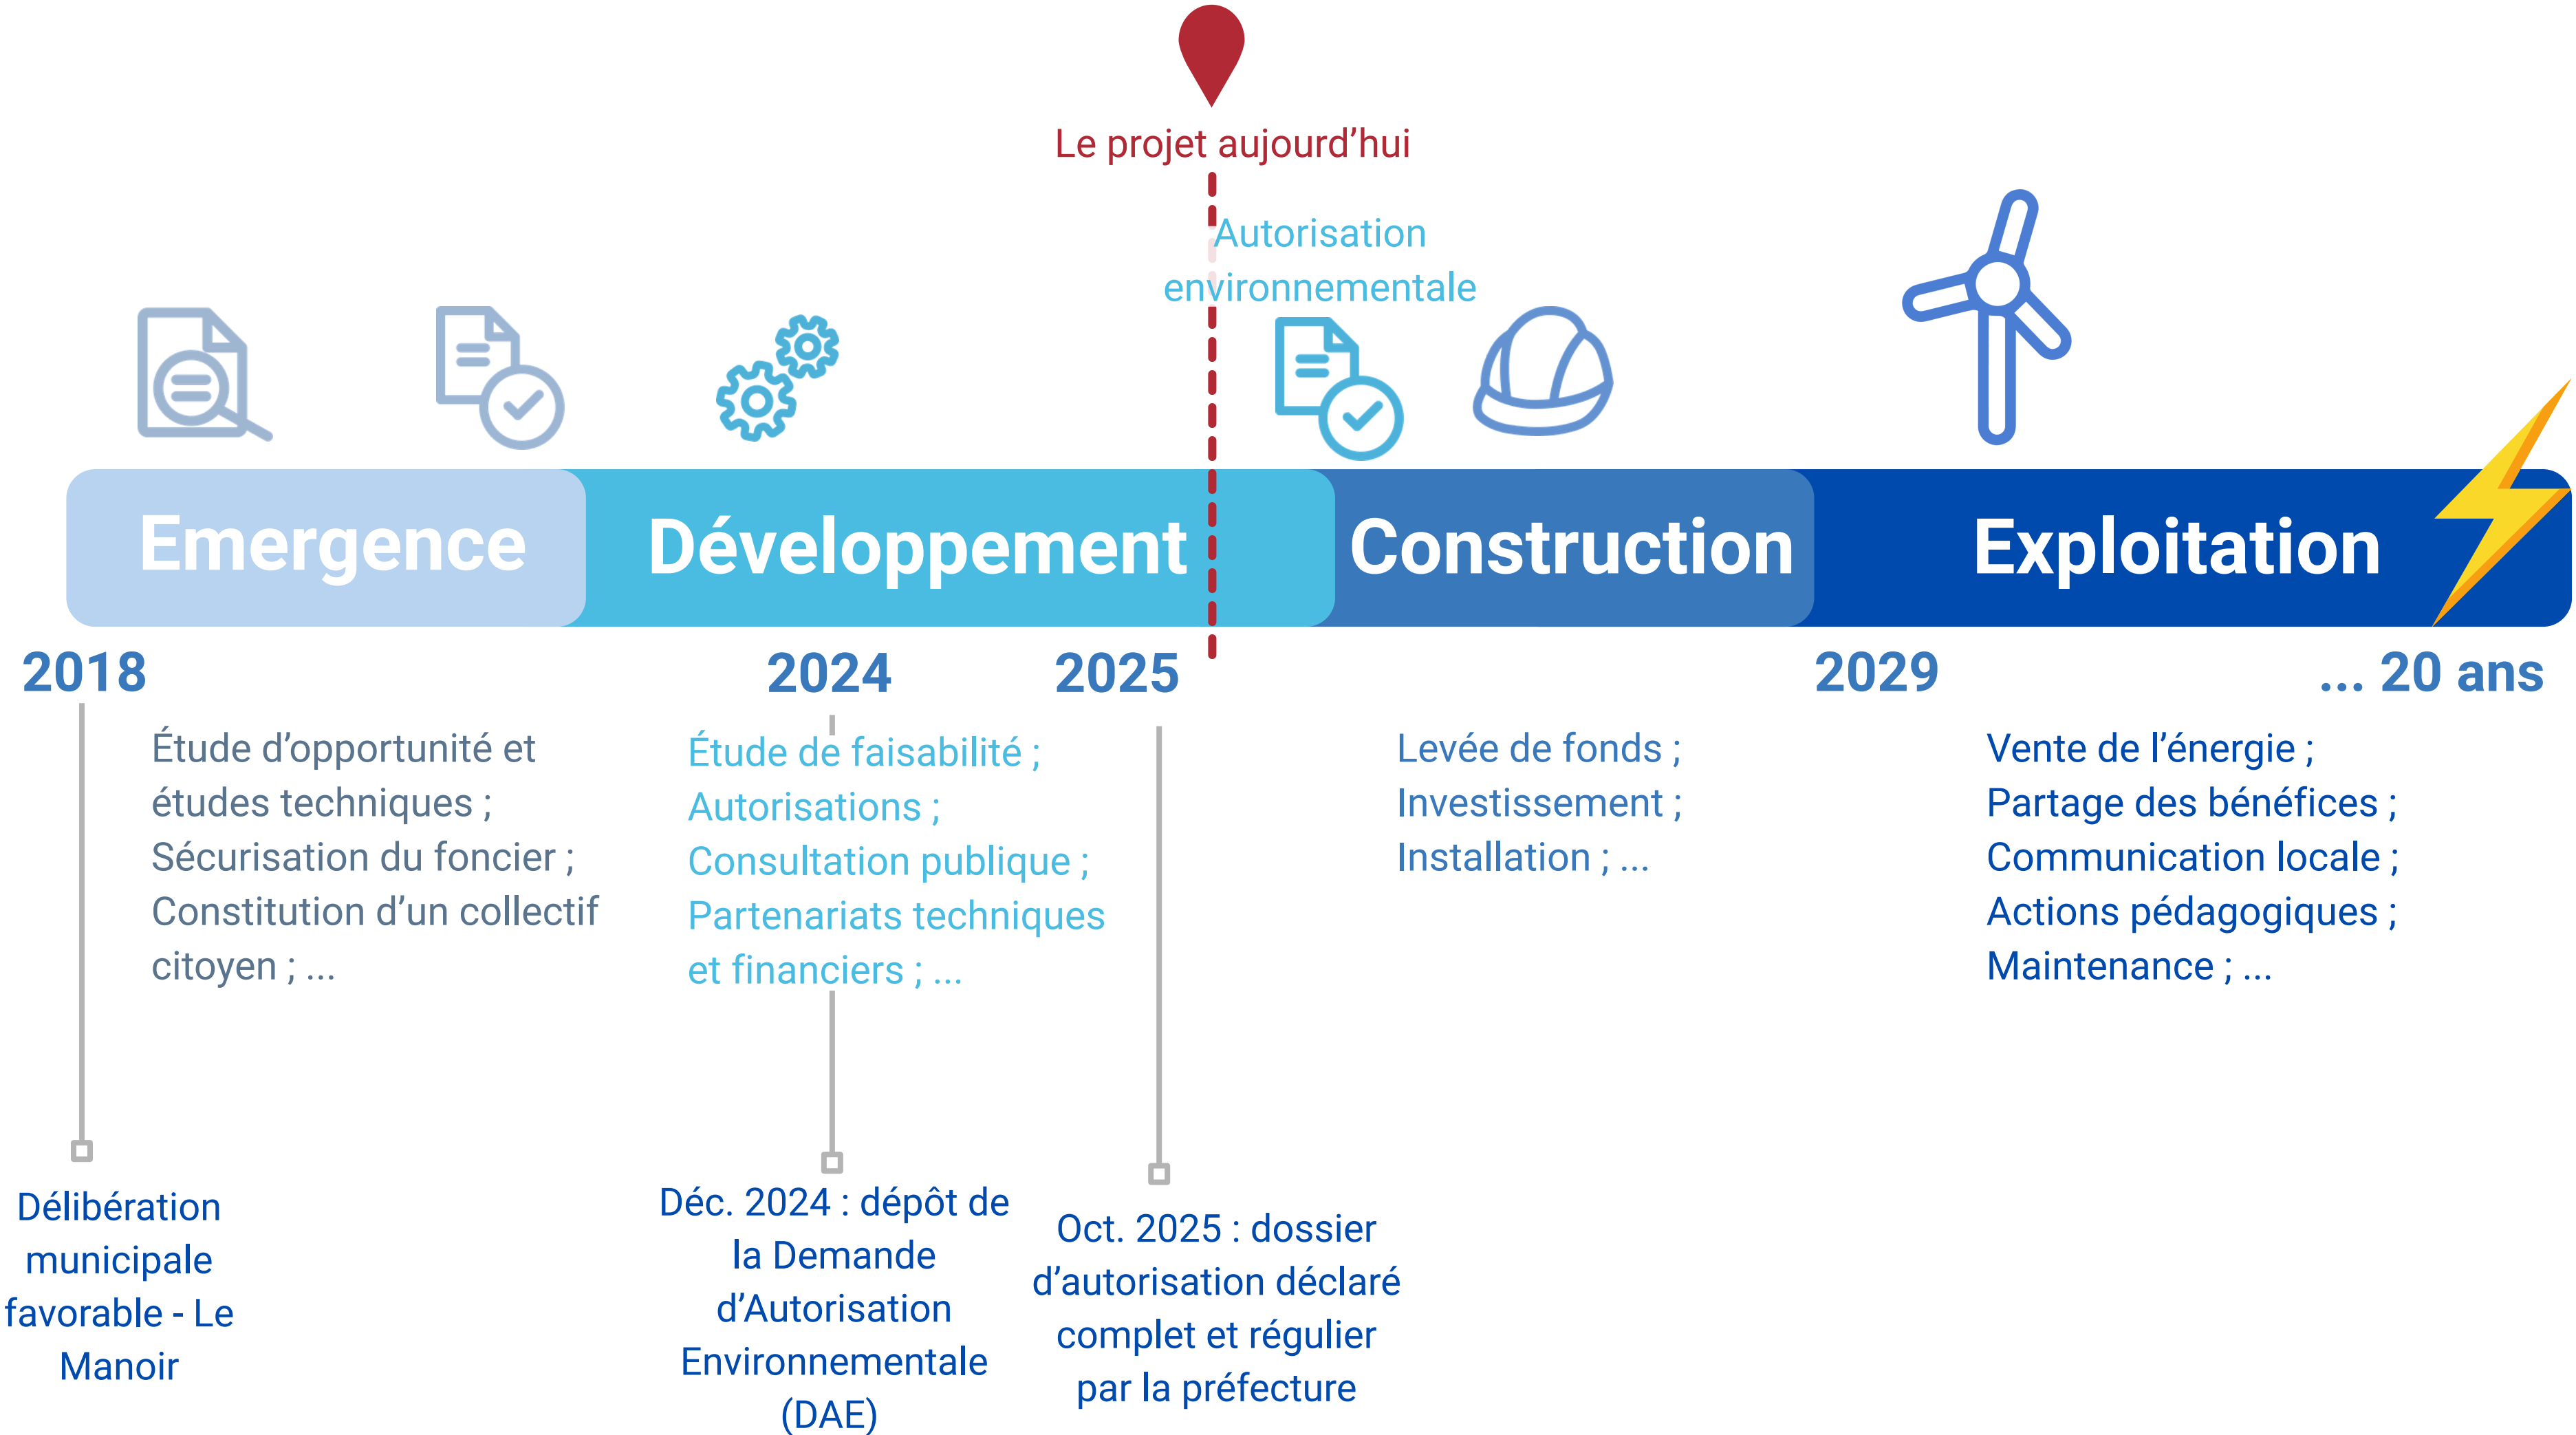 Le projet aujourd’hui
Autorisation
environnementale
Emergence
Développement
Construction
Exploitation
2018
2024
2025
2029
... 20 ans
Étude d’opportunité et
études techniques ;
Sécurisation du foncier ;
Constitution d’un collectif
citoyen ; ...
Étude de faisabilité ;
Autorisations ;
Consultation publique ;
Partenariats techniques
et financiers ; ...
Levée de fonds ;
Investissement ;
Installation ; ...
Vente de l’énergie ;
Partage des bénéfices ;
Communication locale ;
Actions pédagogiques ;
Maintenance ; ...
Délibération
municipale
favorable - Le
Manoir
Déc. 2024 : dépôt de
la Demande
d’Autorisation
Environnementale
(DAE)
Oct. 2025 : dossier
d’autorisation déclaré
complet et régulier
par la préfecture